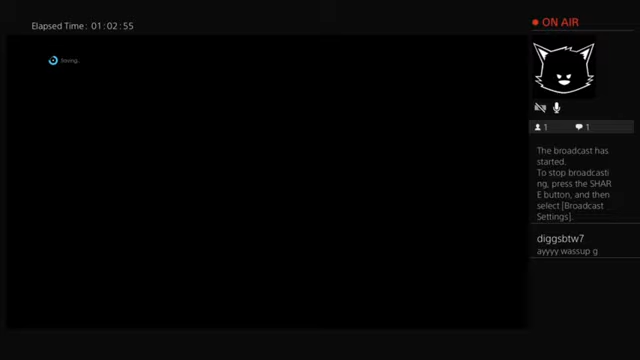 Elapsed Time: 01:02:55
ON AIR
Saving...
1 1
The broadcast has
started.
To stop broadcasti
ng, press the SHAR
E button, and then
select [Broadcast
Settings].
diggsbtw7
ayyyy wassup g